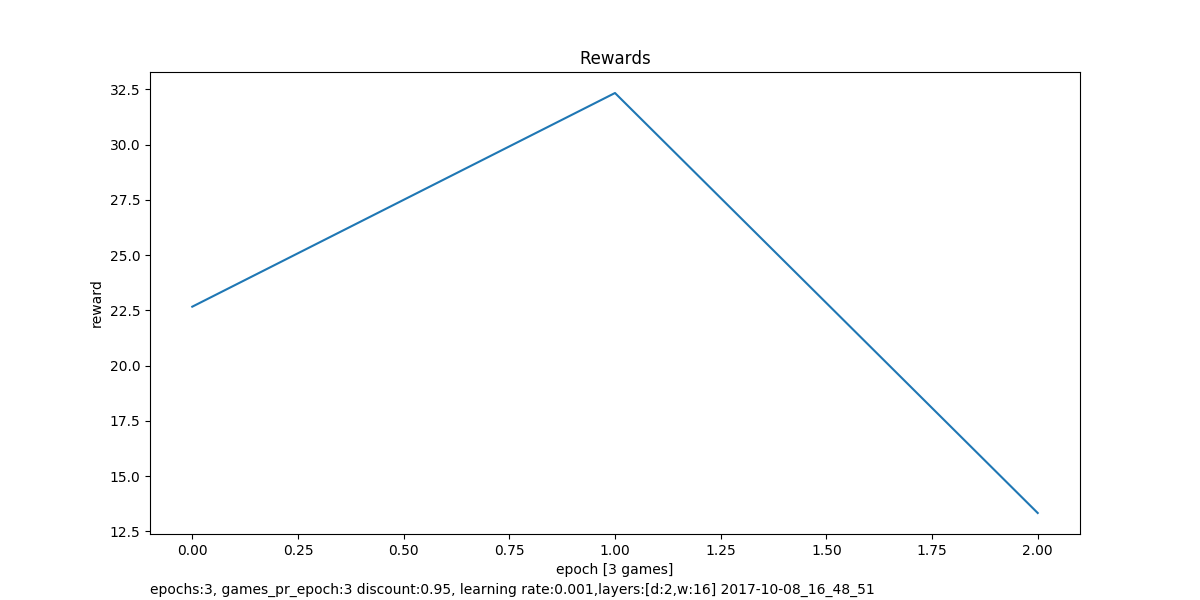 Rewards
32.5
30.0
27.5
25.0
22.5
20.0
17.5
15.0
12.5
reward
0.00 0.25 0.50 0.75 1.00 1.25 1.50 1.75 2.00
epoch [3 games]
epochs:3, games_pr_epoch:3 discount:0.95, learning rate:0.001,layers:[d:2,w:16] 2017-10-08_16_48_51